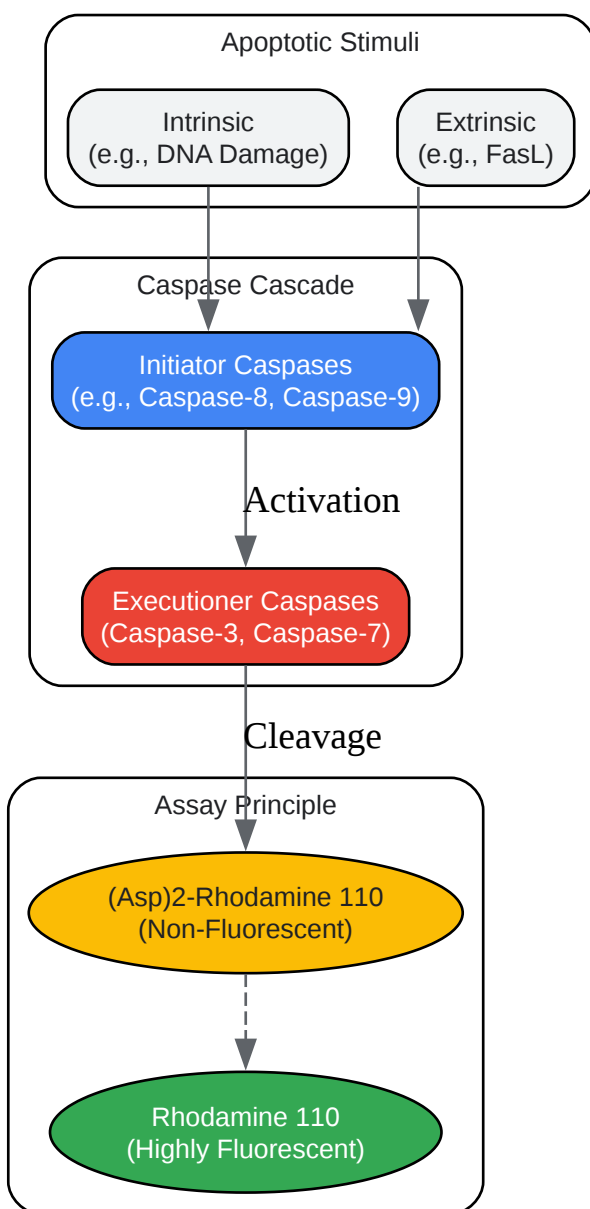 Apoptotic Stimuli
Intrinsic
(e.g., DNA Damage)
Extrinsic
(e.g., FasL)
Caspase Cascade
Initiator Caspases
(e.g., Caspase-8, Caspase-9)
Activation
Executioner Caspases
(Caspase-3, Caspase-7)
Cleavage
Assay Principle
(Asp)2-Rhodamine 110
(Non-Fluorescent)
Rhodamine 110
(Highly Fluorescent)